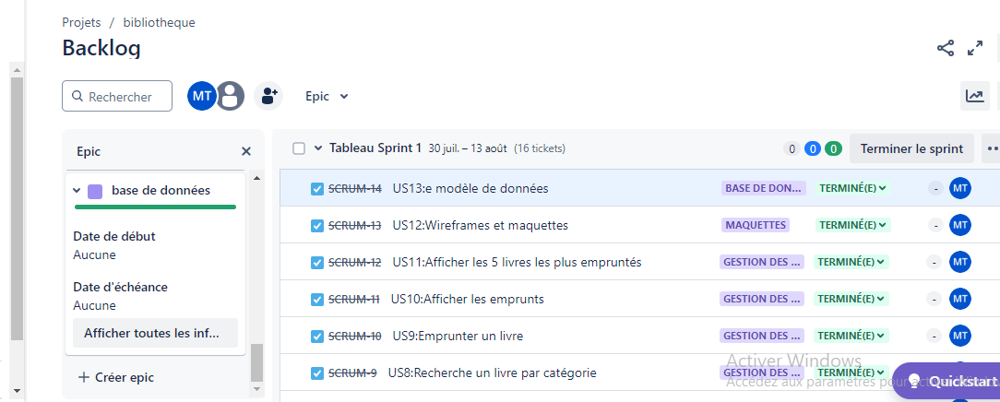 Projets / bibliotheque
Backlog
Rechercher MT Epic
Epic
base de données
Date de début
Aucune
Date d'échéance
Aucune
Afficher toutes les inf...
+ Créer epic
Tableau Sprint 1 30 juil. – 13 août (16 tickets) 0 0 0 Terminer le sprint ...
SCRUM-14 US13:e modèle de données BASE DE DON... TERMINÉ(E) - MT
SCRUM-13 US12:Wireframes et maquettes MAQUETTES TERMINÉ(E) - MT
SCRUM-12 US11:Afficher les 5 livres les plus empruntés GESTION DES ... TERMINÉ(E) - MT
SCRUM-11 US10:Afficher les emprunts GESTION DES ... TERMINÉ(E) - MT
SCRUM-10 US9:Emprunter un livre GESTION DES ... TERMINÉ(E) - MT
SCRUM-9 US8:Recherche un livre par catégorie GESTION DES ... TERMINÉ(E)
Activer Windows
Accédez aux paramètres pour activer
Quickstart